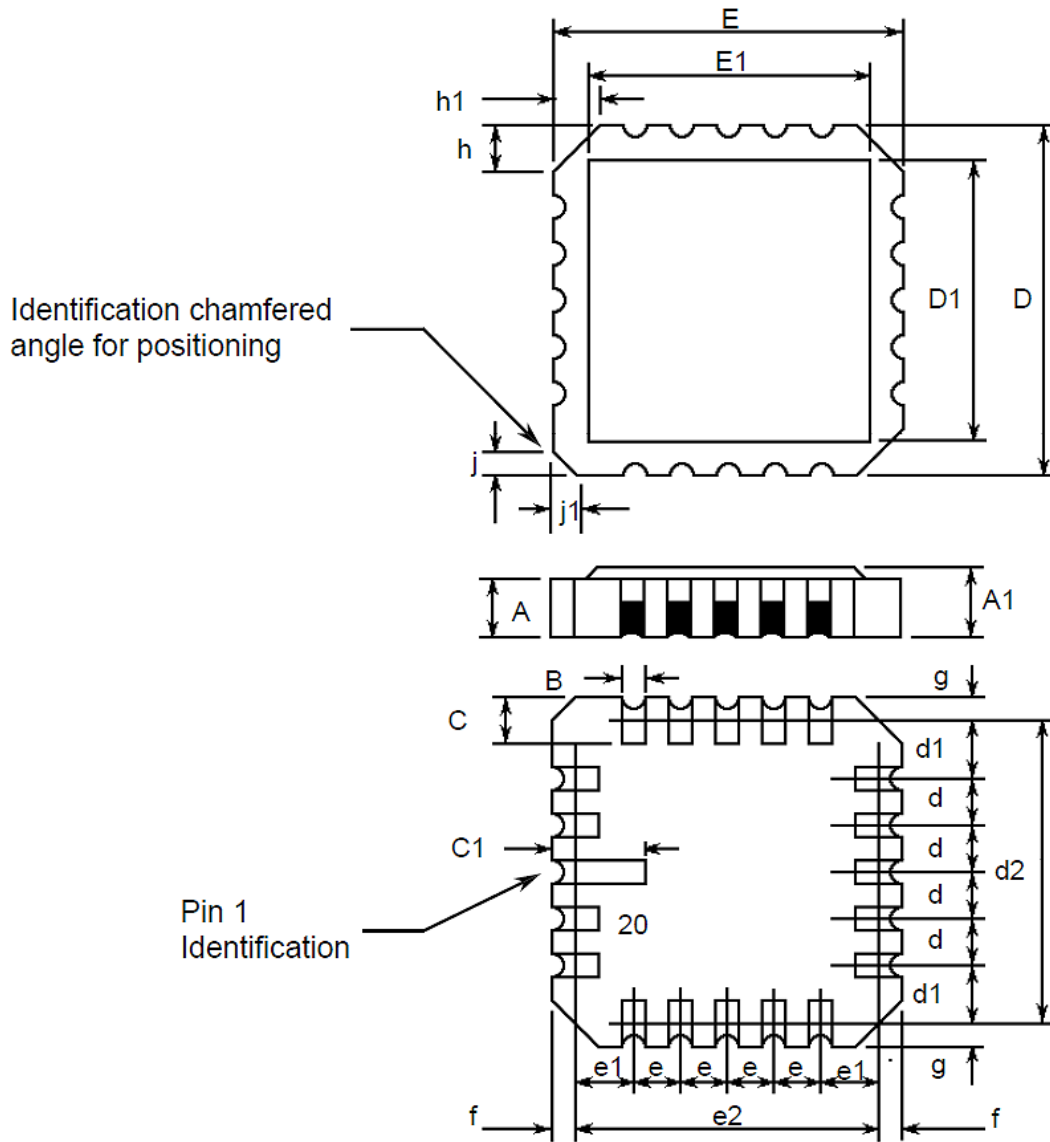 E
E1
h1
h
D1
D
Identification chamfered
angle for positioning
j
j1
A
A1
B
g
C
d1
d
C1
d
d2
d
Pin 1
Identification
20
d
d1
e1
e
e
e
e
e1
g
f
e2
f